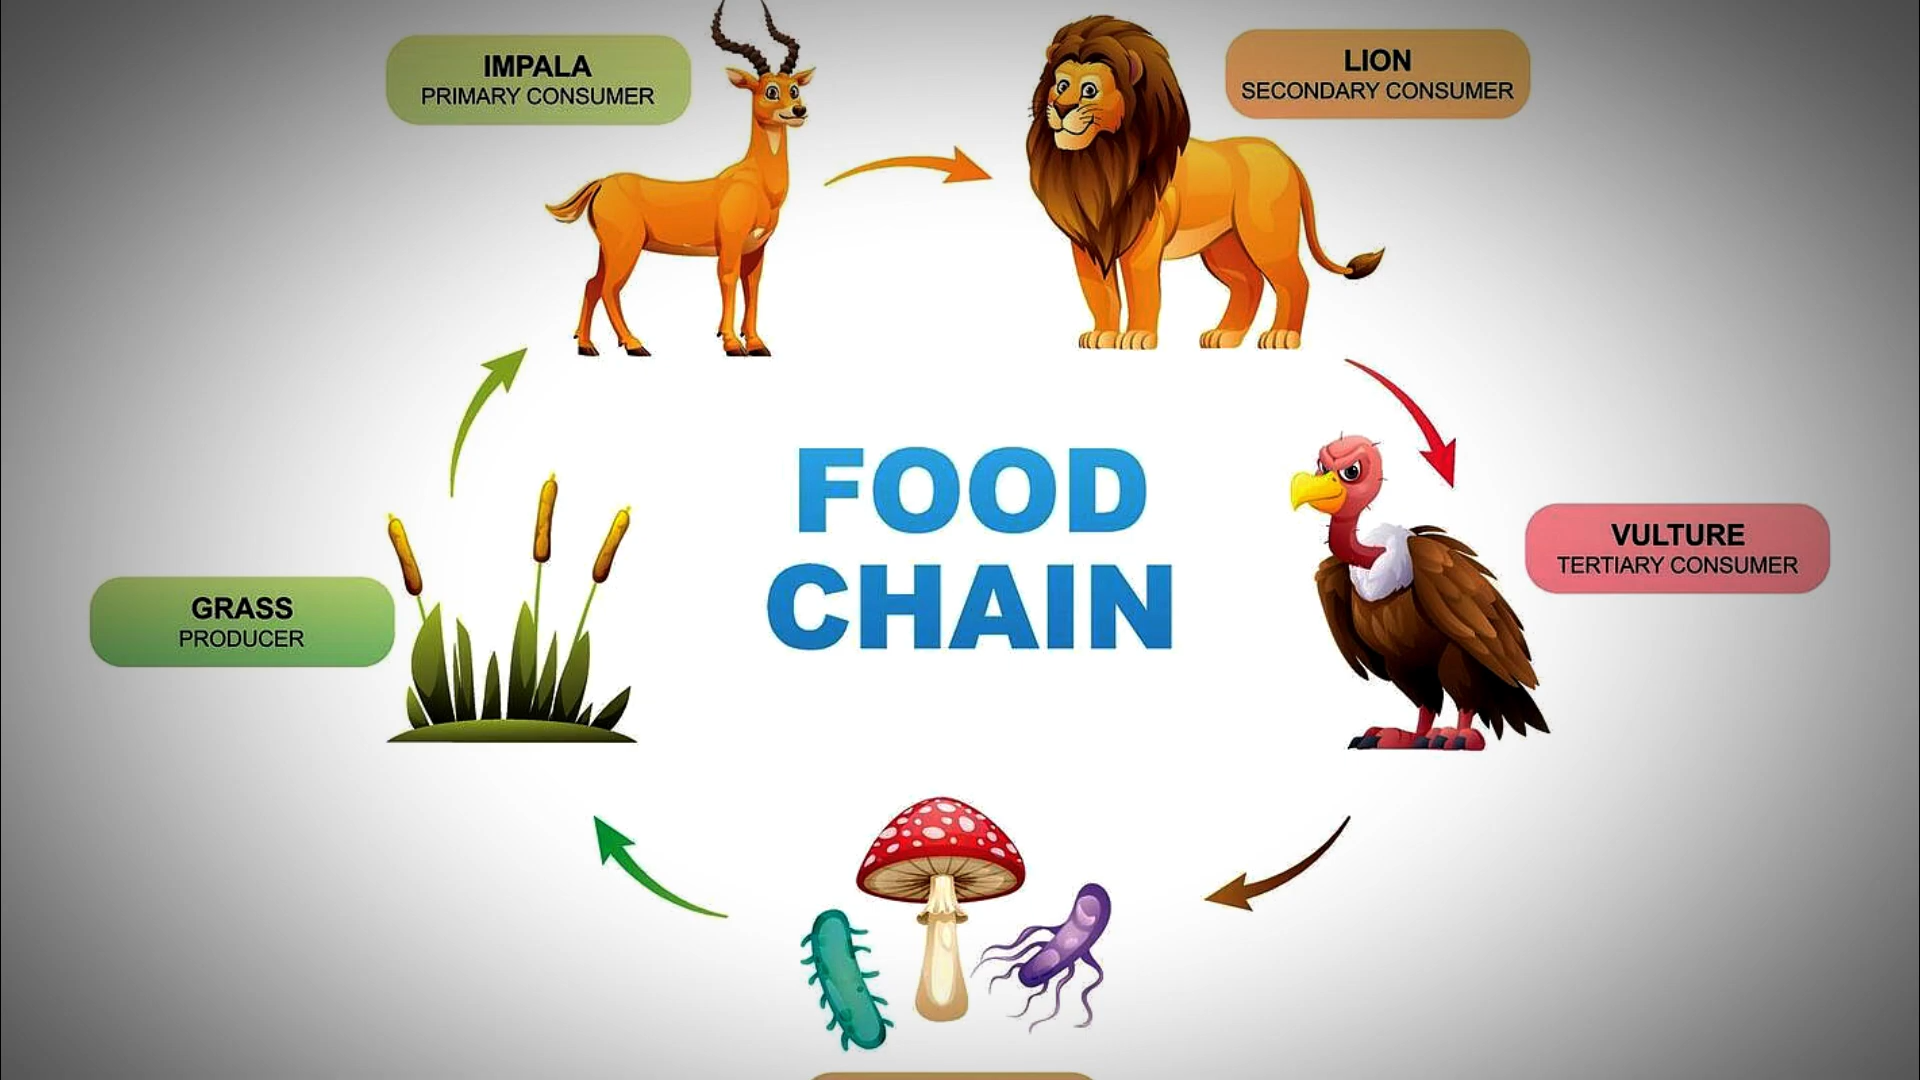 IMPALA
PRIMARY CONSUMER
LION
SECONDARY CONSUMER
FOOD
CHAIN
VULTURE
TERTIARY CONSUMER
GRASS
PRODUCER